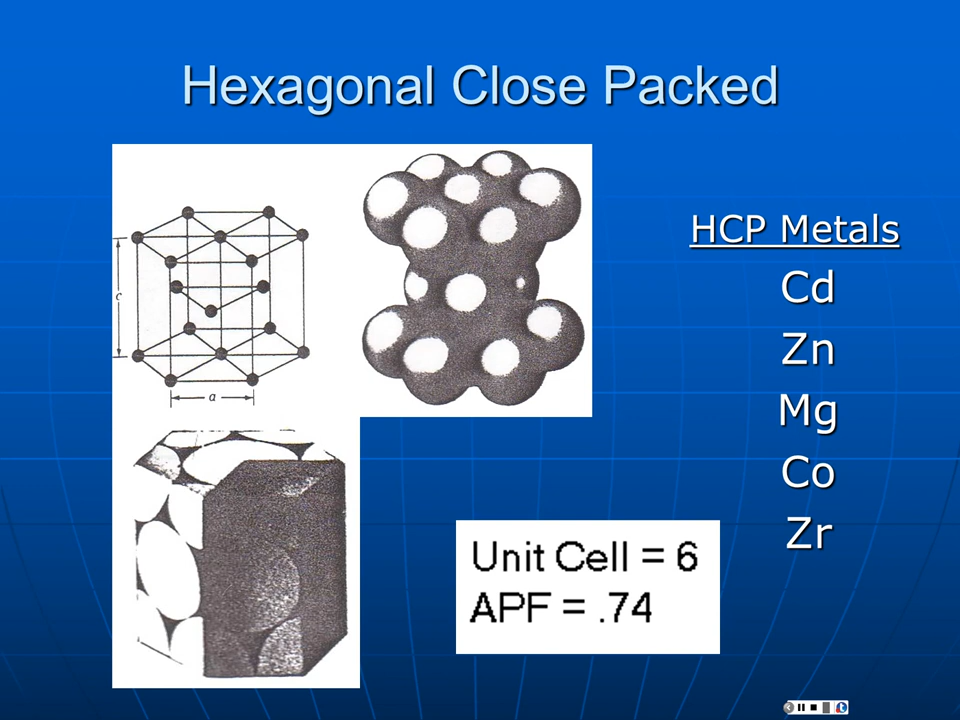 Hexagonal Close Packed
c
a
HCP Metals
Cd
Zn
Mg
Co
Zr
Unit Cell = 6
APF = .74